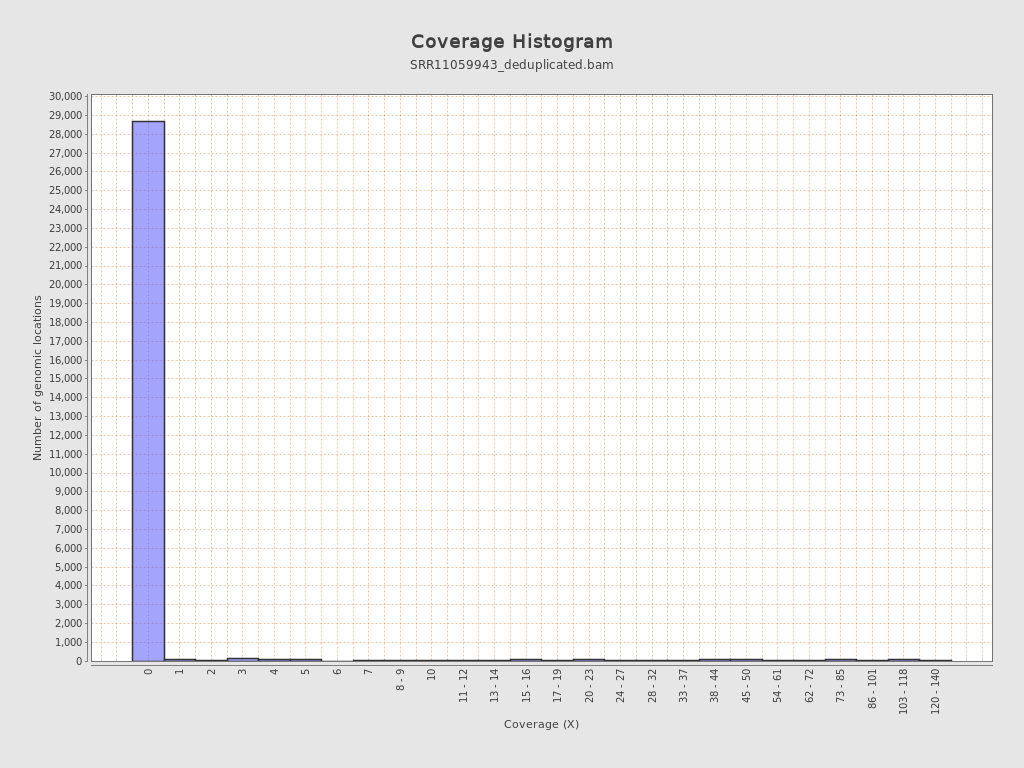 Coverage Histogram
SRR11059943_deduplicated.bam
30,000
29,000
28,000
27,000
26,000
25,000
24,000
23,000
22,000
21,000
20,000
19,000
18,000
17,000
16,000
15,000
14,000
13,000
12,000
11,000
10,000
9,000
8,000
7,000
6,000
5,000
4,000
3,000
2,000
1,000
0
Number of genomic locations
0
1
2
3
4
5
6
7
8 - 9
10
11 - 12
13 - 14
15 - 16
17 - 19
20 - 23
24 - 27
28 - 32
33 - 37
38 - 44
45 - 50
54 - 61
62 - 72
73 - 85
86 - 101
103 - 118
120 - 140
Coverage (X)